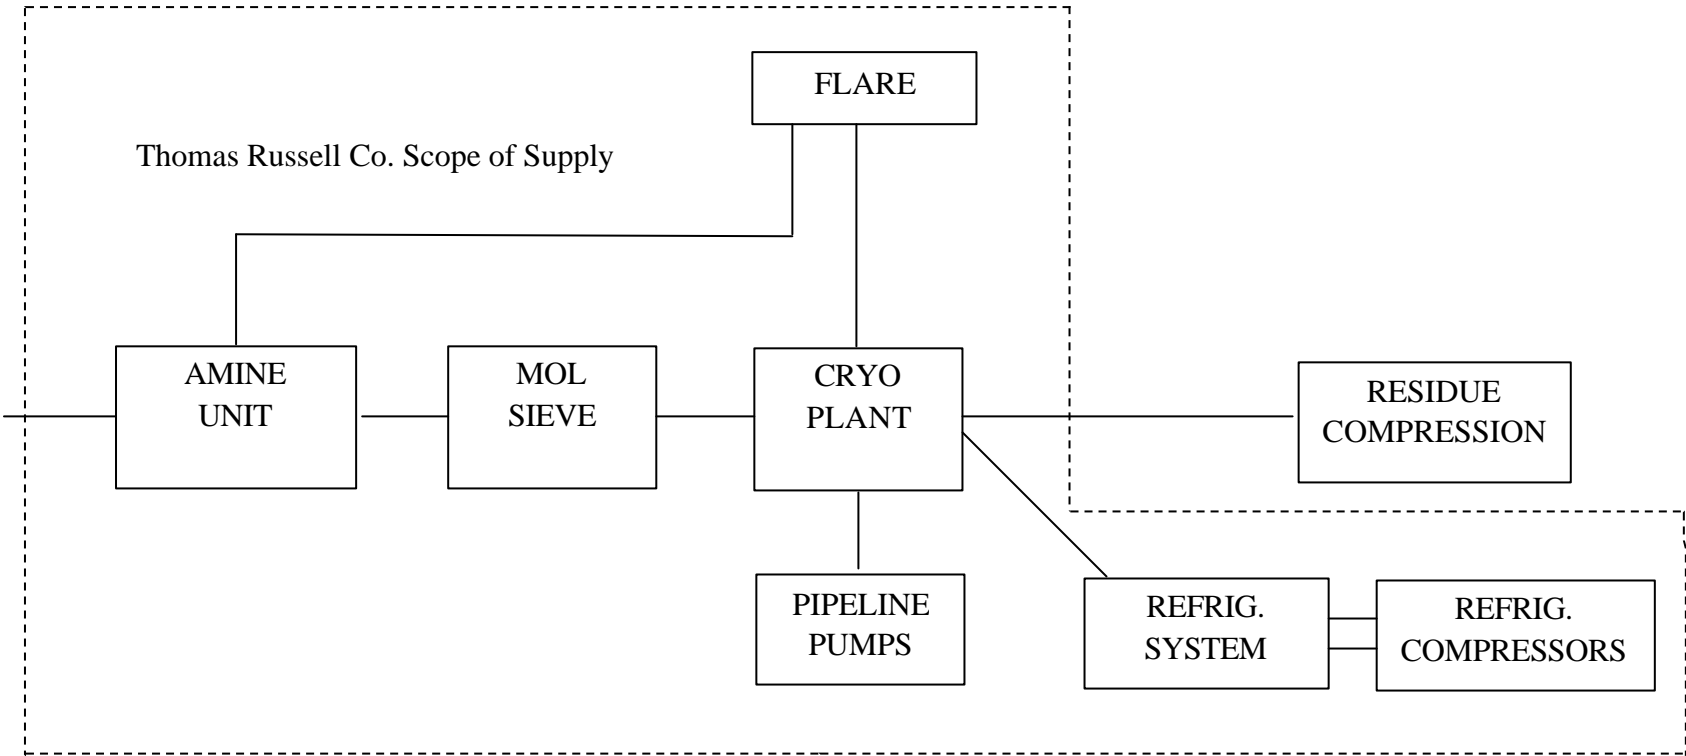 FLARE
Thomas Russell Co. Scope of Supply
AMINE
UNIT
MOL
SIEVE
CRYO
PLANT
RESIDUE
COMPRESSION
PIPELINE
PUMPS
REFRIG.
SYSTEM
REFRIG.
COMPRESSORS